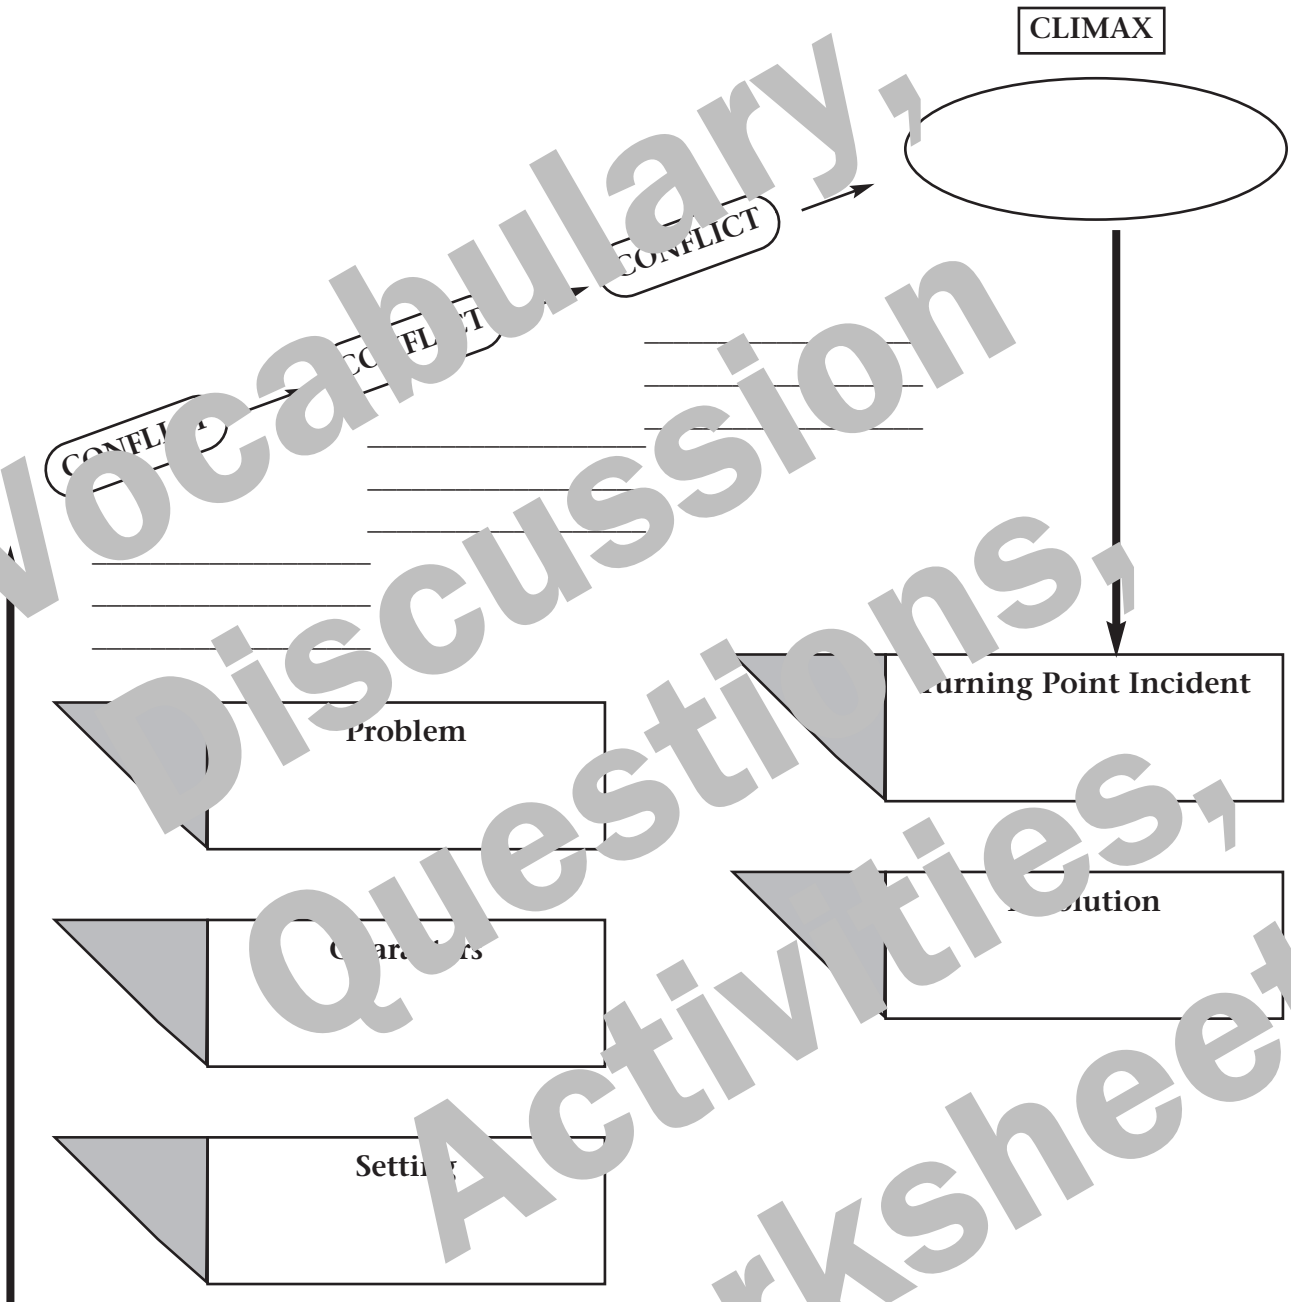 CLIMAX
CONFLICT
CONFLICT
CONFLICT
Problem
Characters
Setting
Turning Point Incident
Resolution
Vocabulary,
Discussion
Questions,
Activities,